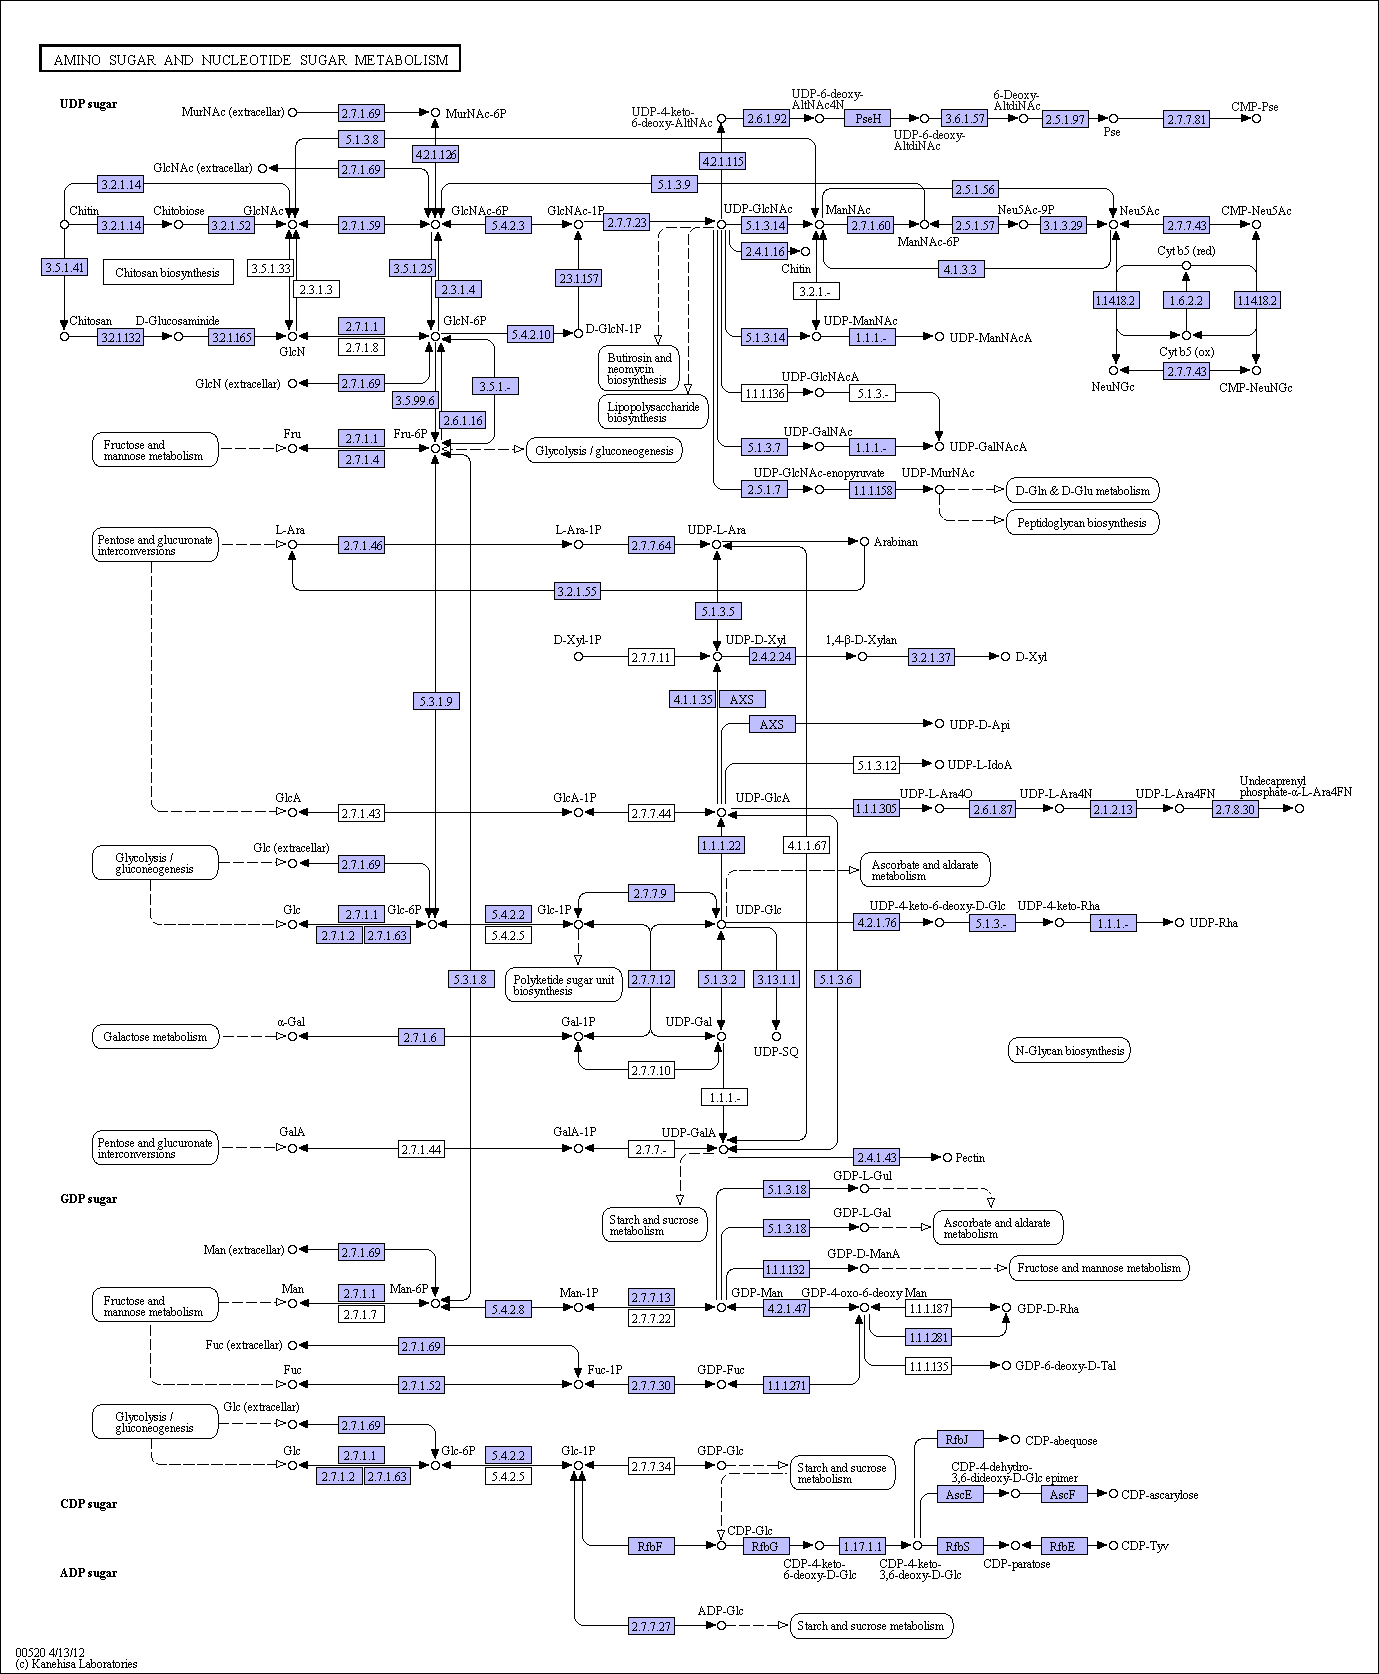 AMINO SUGAR AND NUCLEOTIDE SUGAR METABOLISM
UDP sugar
MurNAc (extracellar)
2.7.1.69
MurNAc-6P
UDP-4-keto-
6-deoxy-AltNAc
2.6.1.92
UDP-6-deoxy-
AltNAc4N
PseH
UDP-6-deoxy-
AltdiNAc
3.6.1.57
6-Deoxy-
AltdiNAc
2.5.1.97
Pse
2.7.7.81
CMP-Pse
5.1.3.8
4.2.1.126
4.2.1.115
GlcNAc (extracellar)
2.7.1.69
3.2.1.14
5.1.3.9
2.5.1.56
Chitin
3.2.1.14
Chitobiose
3.2.1.52
GlcNAc
2.7.1.59
GlcNAc-6P
5.4.2.3
GlcNAc-1P
2.7.7.23
UDP-GlcNAc
5.1.3.14
ManNAc
2.7.1.60
ManNAc-6P
2.5.1.57
Neu5Ac-9P
3.1.3.29
Neu5Ac
2.7.7.43
CMP-Neu5Ac
2.4.1.16
Chitin
Cyt b5 (red)
3.5.1.41
Chitosan biosynthesis
3.5.1.33
2.3.1.3
3.5.1.25
2.3.1.4
2.3.1.157
3.2.1.-
4.1.3.3
1.14.18.2
1.6.2.2
1.14.18.2
Chitosan
3.2.1.132
D-Glucosaminide
3.2.1.165
GlcN
2.7.1.1
2.7.1.8
GlcN-6P
5.4.2.10
D-GlcN-1P
5.1.3.14
UDP-ManNAc
1.1.1.-
UDP-ManNAcA
Cyt b5 (ox)
Butirosin and
neomycin
biosynthesis
Lipopolysaccharide
biosynthesis
GlcN (extracellar)
2.7.1.69
3.5.99.6
3.5.1.-
2.6.1.16
1.1.1.136
UDP-GlcNAcA
5.1.3.-
NeuNGc
2.7.7.43
CMP-NeuNGc
Fructose and
mannose metabolism
Fru
2.7.1.1
2.7.1.4
Fru-6P
Glycolysis / gluconeogenesis
5.1.3.7
UDP-GalNAc
1.1.1.-
UDP-GalNAcA
2.5.1.7
UDP-GlcNAc-enopyruvate
1.1.1.158
UDP-MurNAc
D-Gln & D-Glu metabolism
Peptidoglycan biosynthesis
Pentose and glucuronate
interconversions
L-Ara
2.7.1.46
L-Ara-1P
2.7.7.64
UDP-L-Ara
Arabinan
3.2.1.55
5.1.3.5
D-Xyl-1P
2.7.7.11
UDP-D-Xyl
2.4.2.24
1,4-β-D-Xylan
3.2.1.37
D-Xyl
5.3.1.9
4.1.1.35
AXS
AXS
UDP-D-Api
5.1.3.12
UDP-L-IdoA
GlcA
2.7.1.43
GlcA-1P
2.7.7.44
UDP-GlcA
1.1.1.305
UDP-L-Ara4O
2.6.1.87
UDP-L-Ara4N
2.1.2.13
UDP-L-Ara4FN
2.7.8.30
Undecaprenyl
phosphate-α-L-Ara4FN
1.1.1.22
4.1.1.67
Glycolysis /
gluconeogenesis
Glc (extracellar)
2.7.1.69
Ascorbate and aldarate
metabolism
Glc
2.7.1.1
2.7.1.2
2.7.1.63
Glc-6P
5.4.2.2
5.4.2.5
Glc-1P
2.7.7.9
UDP-Glc
4.2.1.76
UDP-4-keto-6-deoxy-D-Glc
5.1.3.-
UDP-4-keto-Rha
1.1.1.-
UDP-Rha
5.3.1.8
Polyketide sugar unit
biosynthesis
2.7.7.12
5.1.3.2
3.13.1.1
5.1.3.6
Galactose metabolism
α-Gal
2.7.1.6
Gal-1P
UDP-Gal
UDP-SQ
2.7.7.10
N-Glycan biosynthesis
1.1.1.-
Pentose and glucuronate
interconversions
GalA
2.7.1.44
GalA-1P
2.7.7.-
UDP-GalA
2.4.1.43
Pectin
GDP sugar
Starch and sucrose
metabolism
5.1.3.18
GDP-L-Gul
5.1.3.18
GDP-L-Gal
Ascorbate and aldarate
metabolism
Man (extracellar)
2.7.1.69
1.1.1.132
GDP-D-ManA
Fructose and mannose metabolism
Fructose and
mannose metabolism
Man
2.7.1.1
2.7.1.7
Man-6P
5.4.2.8
Man-1P
2.7.7.13
2.7.7.22
GDP-Man
4.2.1.47
GDP-4-oxo-6-deoxy Man
1.1.1.187
GDP-D-Rha
1.1.1.281
1.1.1.135
GDP-6-deoxy-D-Tal
Fuc (extracellar)
2.7.1.69
Fuc
2.7.1.52
Fuc-1P
2.7.7.30
GDP-Fuc
1.1.1.271
Glycolysis /
gluconeogenesis
Glc (extracellar)
2.7.1.69
Glc
2.7.1.1
2.7.1.2
2.7.1.63
Glc-6P
5.4.2.2
5.4.2.5
Glc-1P
2.7.7.34
GDP-Glc
Starch and sucrose
metabolism
RfbJ
CDP-abequose
CDP-4-dehydro-
3,6-dideoxy-D-Glc epimer
AscE
AscF
CDP-ascarylose
CDP sugar
RfbF
CDP-Glc
RfbG
CDP-4-keto-
6-deoxy-D-Glc
1.17.1.1
CDP-4-keto-
3,6-deoxy-D-Glc
RfbS
CDP-paratose
RfbE
CDP-Tyv
ADP sugar
2.7.7.27
ADP-Glc
Starch and sucrose metabolism
00520 4/13/12
(c) Kanehisa Laboratories